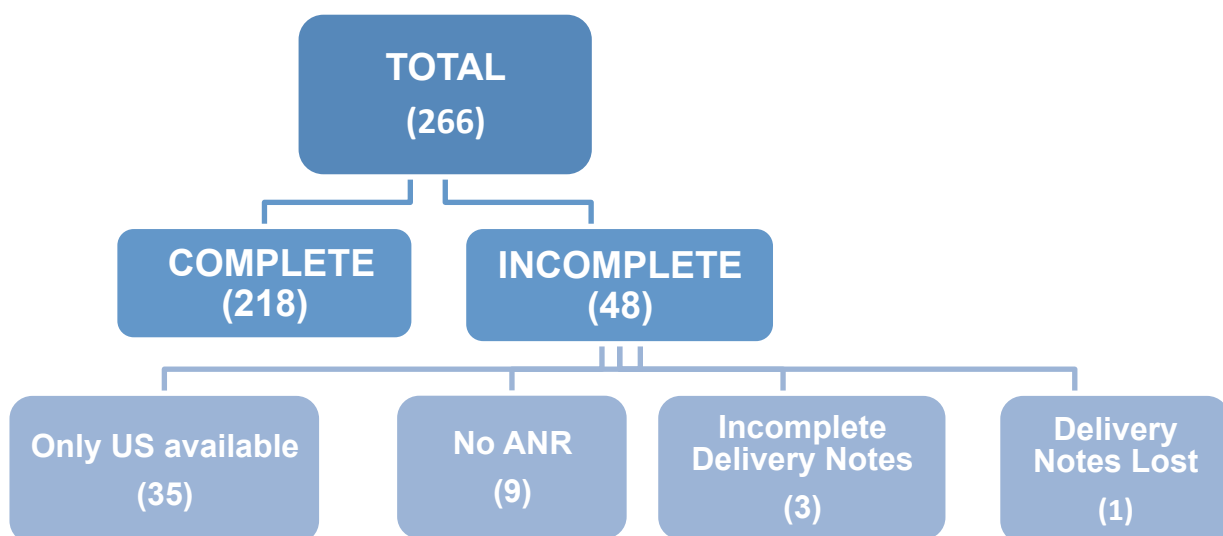 TOTAL
(266)
COMPLETE
(218)
INCOMPLETE
(48)
Only US available
(35)
No ANR
(9)
Incomplete
Delivery Notes
(3)
Delivery
Notes Lost
(1)